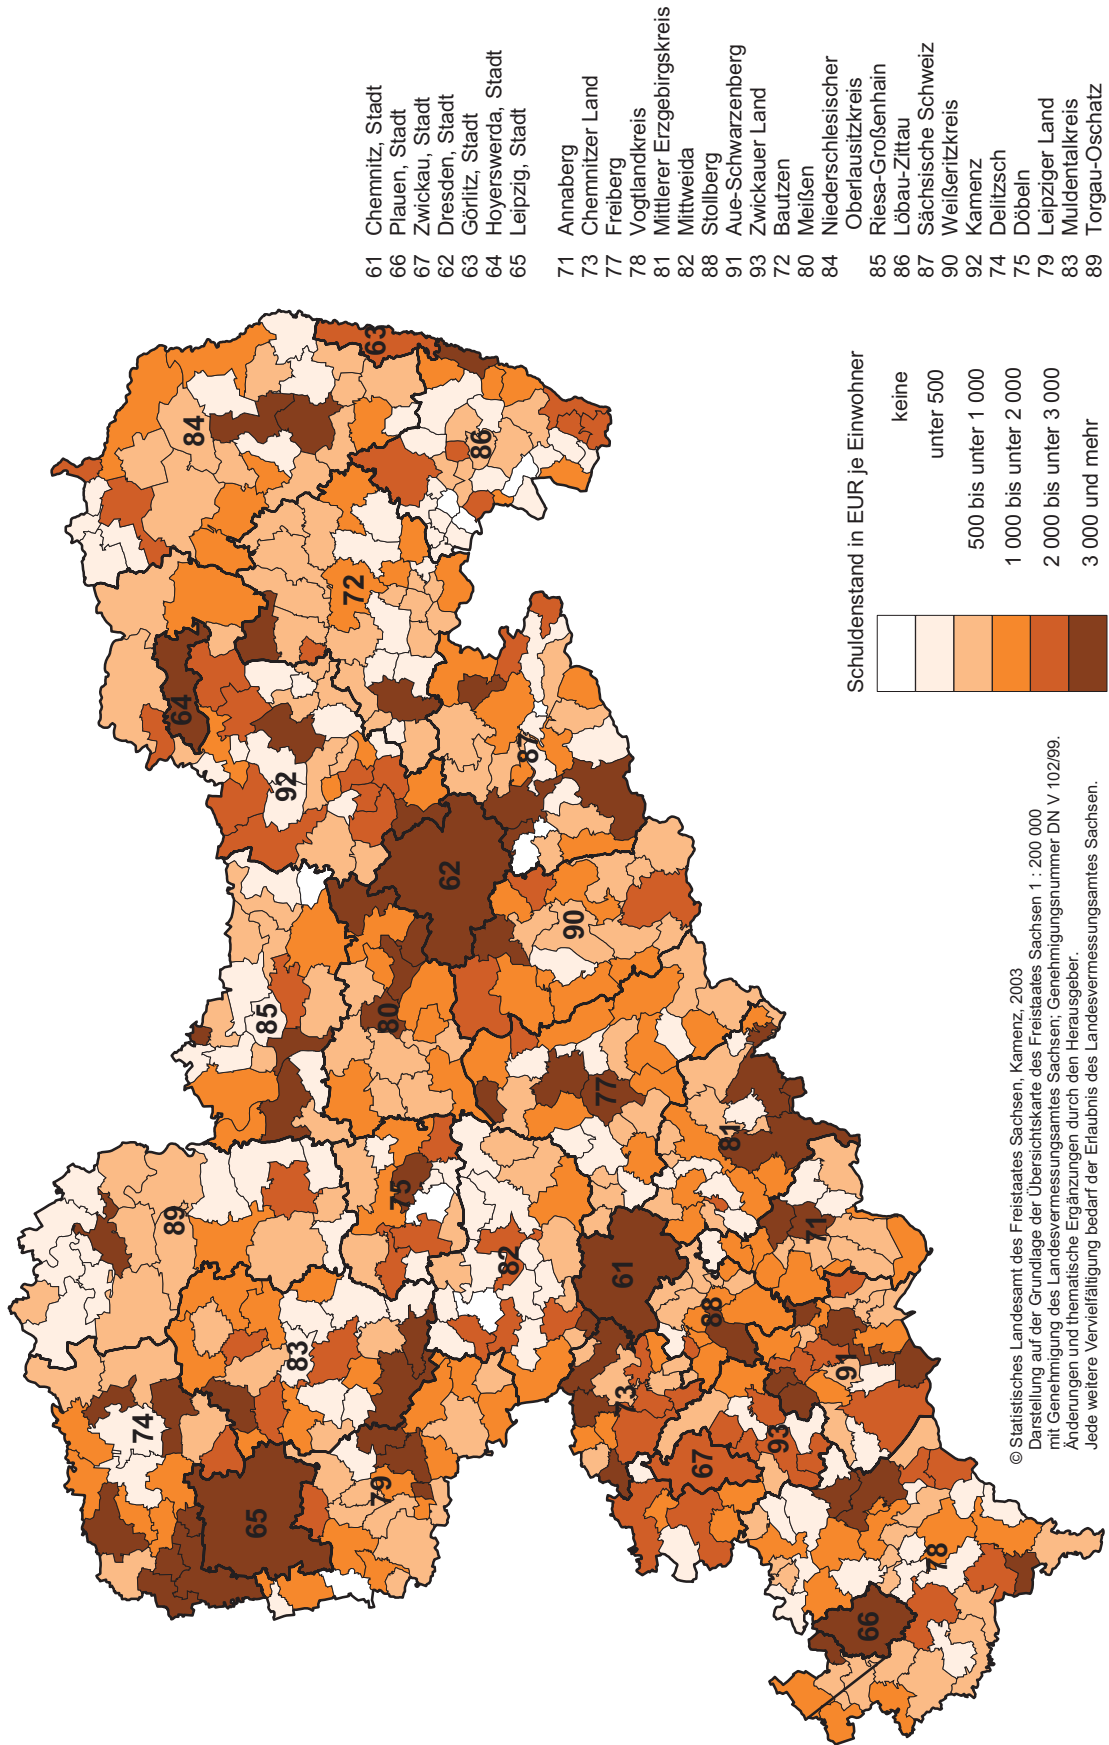 61 Chemnitz, Stadt
66 Plauen, Stadt
67 Zwickau, Stadt
62 Dresden, Stadt
63 Görlitz, Stadt
64 Hoyerswerda, Stadt
65 Leipzig, Stadt
71 Annaberg
73 Chemnitzer Land
77 Freiberg
78 Vogtlandkreis
81 Mittlerer Erzgebirgskreis
82 Mittweida
88 Stollberg
91 Aue-Schwarzenberg
93 Zwickauer Land
72 Bautzen
80 Meißen
84 Niederschlesischer
Oberlausitzkreis
85 Riesa-Großenhain
86 Löbau-Zittau
87 Sächsische Schweiz
90 Weißeritzkreis
92 Kamenz
74 Delitzsch
75 Döbeln
79 Leipziger Land
83 Muldentalkreis
89 Torgau-Oschatz
Schuldenstand in EUR je Einwohner
keine
unter 500
500 bis unter 1 000
1 000 bis unter 2 000
2 000 bis unter 3 000
3 000 und mehr
© Statistisches Landesamt des Freistaates Sachsen, Kamenz, 2003
Darstellung auf der Grundlage der Übersichtskarte des Freistaates Sachsen 1 : 200 000
mit Genehmigung des Landesvermessungsamtes Sachsen; Genehmigungsnummer DN V 102/99.
Änderungen und thematische Ergänzungen durch den Herausgeber.
Jede weitere Vervielfältigung bedarf der Erlaubnis des Landesvermessungsamtes Sachsen.
74
89
84
64
65
83
85
92
63
79
75
80
62
72
86
82
77
90
87
61
73
67
88
81
93
91
71
66
78